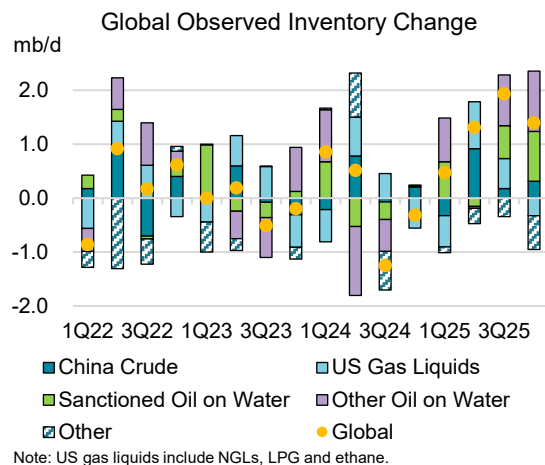 Global Observed Inventory Change
mb/d
2.0
1.0
0.0
-1.0
-2.0
1Q22 3Q22 1Q23 3Q23 1Q24 3Q24 1Q25 3Q25
China Crude US Gas Liquids
Sanctioned Oil on Water Other Oil on Water
Other Global
Note: US gas liquids include NGLs, LPG and ethane.